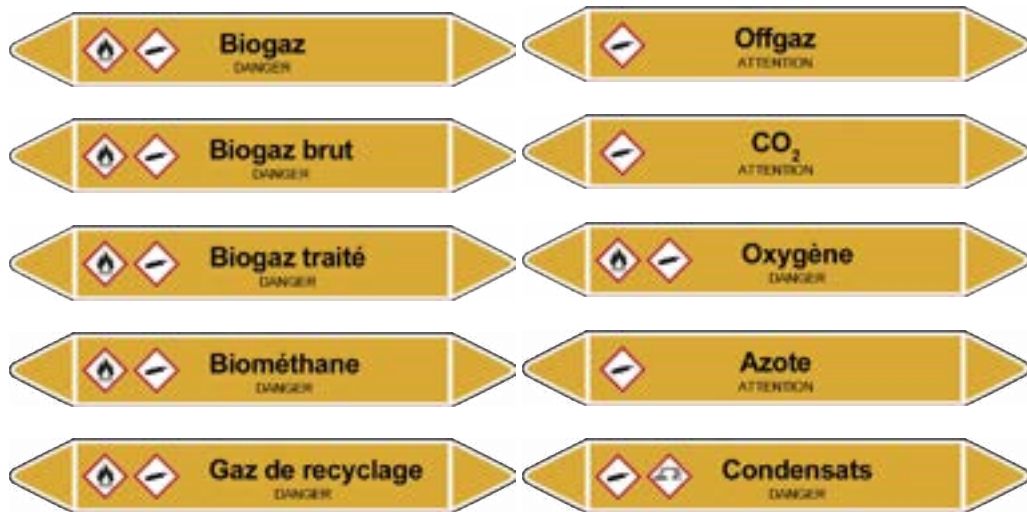 Biogaz
DANGER
Offgaz
ATTENTION
Biogaz brut
DANGER
CO₂
ATTENTION
Biogaz traité
DANGER
Oxygène
DANGER
Biométhane
DANGER
Azote
ATTENTION
Gaz de recyclage
DANGER
Condensats
DANGER